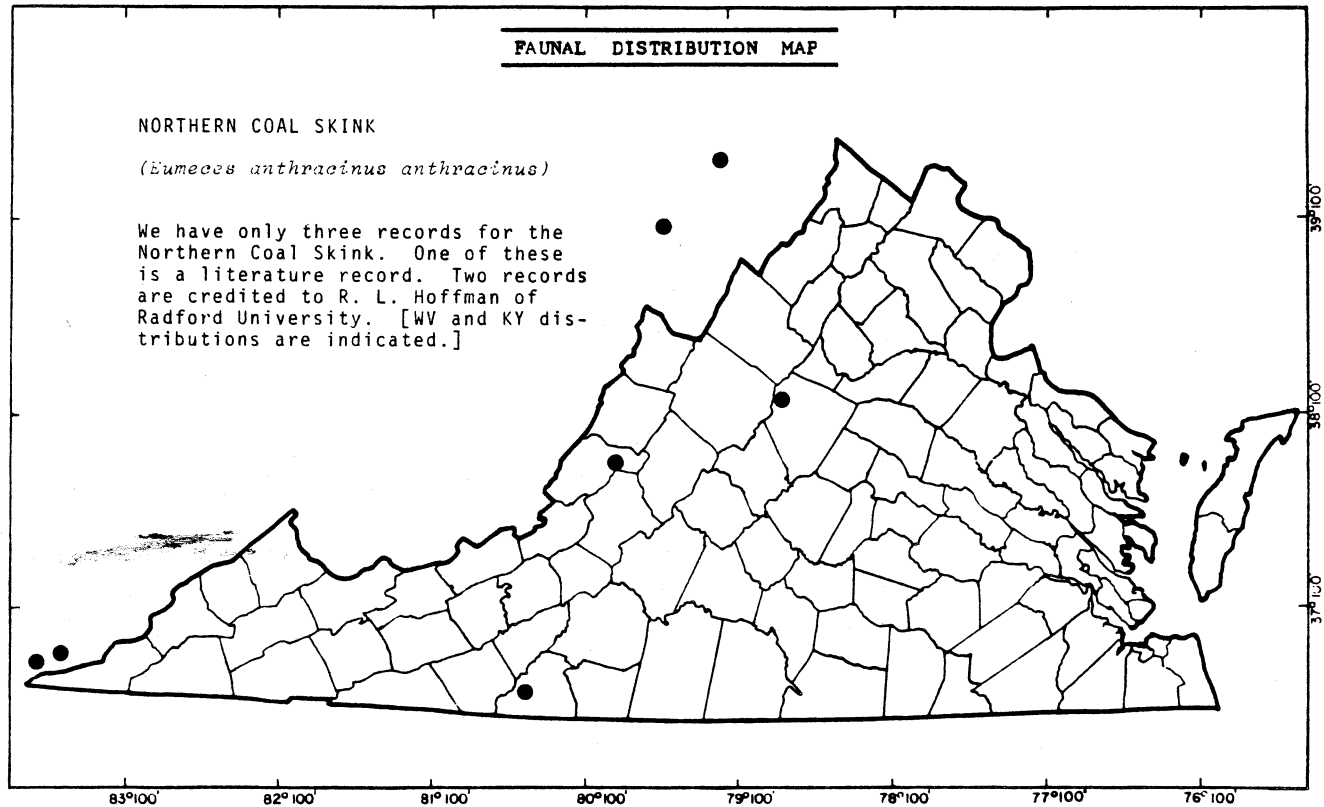 FAUNAL DISTRIBUTION MAP
NORTHERN COAL SKINK
(Eumeces anthracinus anthracinus)
We have only three records for the
Northern Coal Skink. One of these
is a literature record. Two records
are credited to R. L. Hoffman of
Radford University. [WV and KY dis-
tributions are indicated.]
39°00'
38°00'
37°00'
83°00' 82°00' 81°00' 80°00' 79°00' 78°00' 77°00' 76°00'